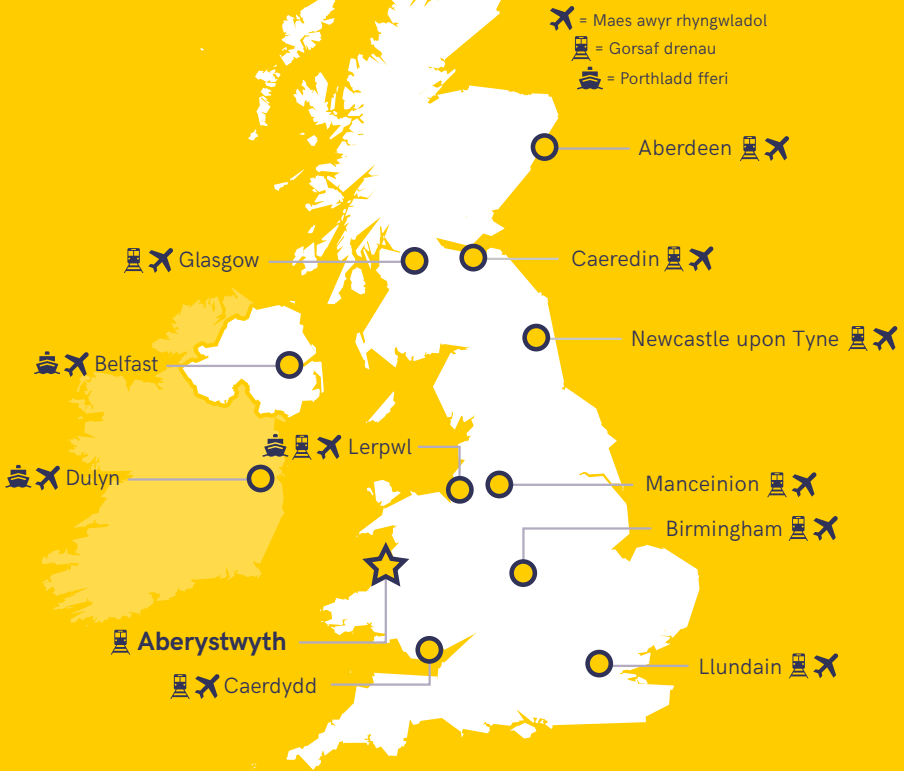 = Maes awyr rhyngwladol
= Gorsaf drenau
= Porthladd fferi
Aberdeen
Glasgow
Caeredin
Newcastle upon Tyne
Belfast
Lerpwl
Dulyn
Manceinion
Birmingham
Aberystwyth
Llundain
Caerdydd